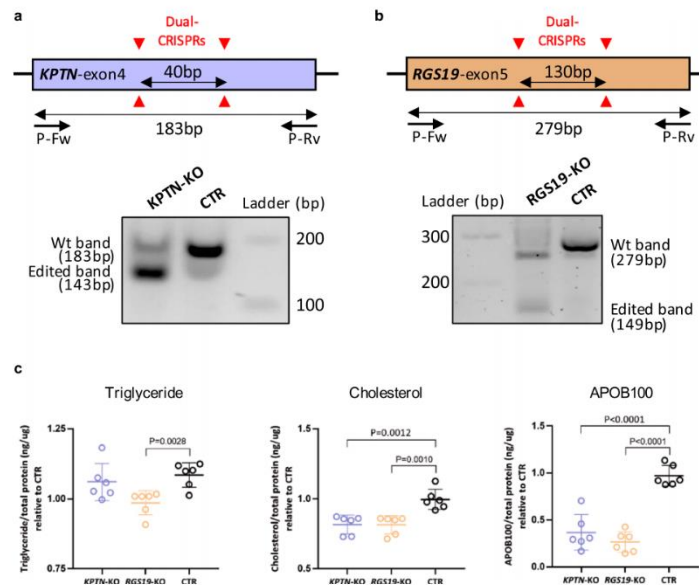 a
Dual-
CRISPRs
KPTN-exon4
40bp
183bp
P-Fw
P-Rv
KPTN-KO
CTR
Ladder (bp)
Wt band
(183bp)
Edited band
(143bp)
200
100
b
Dual-
CRISPRs
RGS19-exon5
130bp
279bp
P-Fw
P-Rv
Ladder (bp)
RGS19-KO
CTR
300
200
Wt band
(279bp)
Edited band
(149bp)
c
Triglyceride
Triglyceride/total protein (ng/ug)
relative to CTR
1.25
1.00
0.75
P=0.0028
KPTN-KO RGS19-KO CTR
Cholesterol
Cholesterol/total protein (ng/ug)
relative to CTR
1.5
1.0
0.5
P=0.0012
P=0.0010
KPTN-KO RGS19-KO CTR
APOB100
APOB100/total protein (ng/ug)
relative to CTR
1.5
1.0
0.5
0.0
P<0.0001
P<0.0001
KPTN-KO RGS19-KO CTR